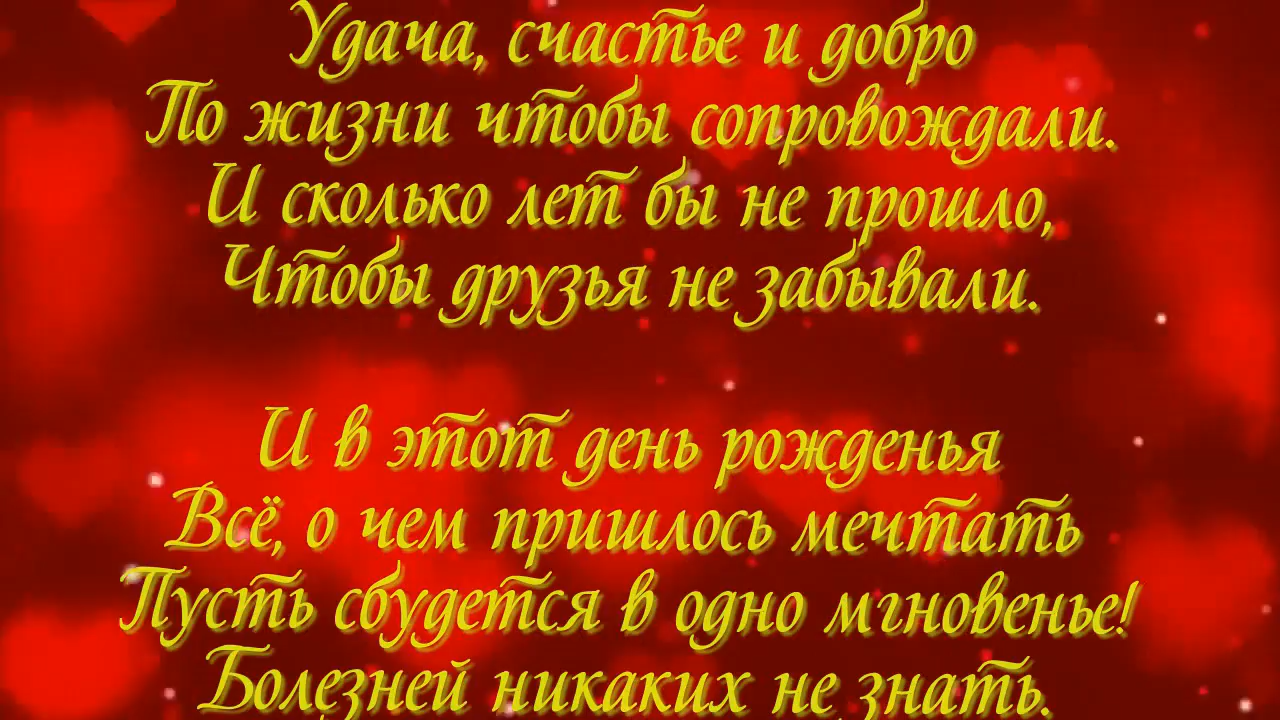 Удача, счастье и добро
По жизни чтобы сопровождали.
И сколько лет бы не прошло,
Чтобы друзья не забывали.
И в этот день рожденья
Всё, о чем пришлось мечтать
Пусть сбудется в одно мгновенье!
Болезней никаких не знать.